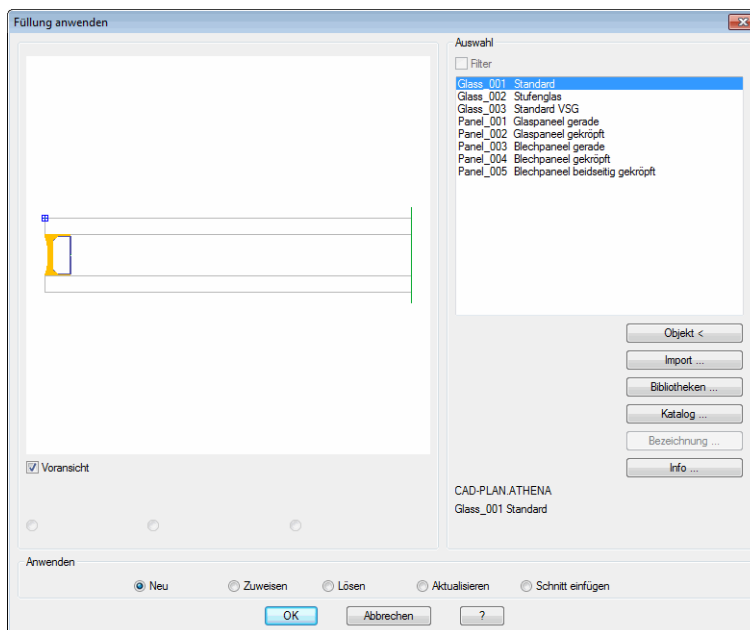 Füllung anwenden
Auswahl
Filter
Glass_001 Standard
Glass_002 Stufenglas
Glass_003 Standard VSG
Panel_001 Glaspaneel gerade
Panel_002 Glaspaneel gekröpft
Panel_003 Blechpaneel gerade
Panel_004 Blechpaneel gekröpft
Panel_005 Blechpaneel beidseitig gekröpft
Objekt <
Import ...
Bibliotheken ...
Katalog ...
Bezeichnung ...
Info ...
Voransicht
CAD-PLAN.ATHENA
Glass_001 Standard
Anwenden
Neu Zuweisen Lösen Aktualisieren Schnitt einfügen
OK Abbrechen ?